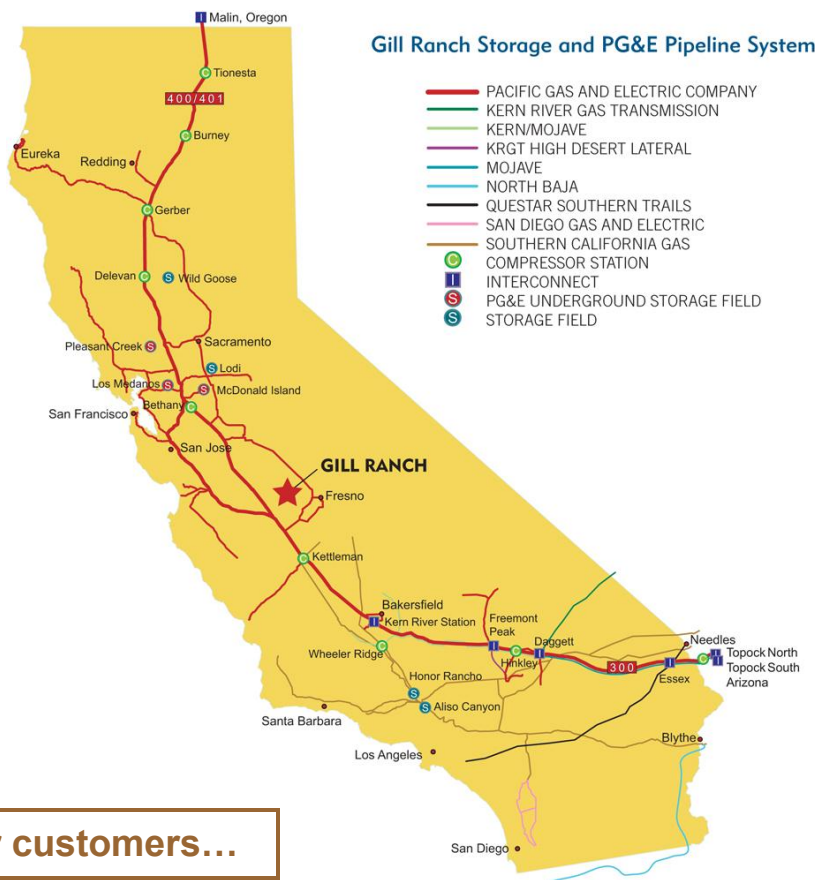 Malin, Oregon
Gill Ranch Storage and PG&E Pipeline System
Tionesta
400/401
PACIFIC GAS AND ELECTRIC COMPANY
KERN RIVER GAS TRANSMISSION
KERN/MOJAVE
KRGT HIGH DESERT LATERAL
MOJAVE
NORTH BAJA
QUESTAR SOUTHERN TRAILS
SAN DIEGO GAS AND ELECTRIC
SOUTHERN CALIFORNIA GAS
C COMPRESSOR STATION
I INTERCONNECT
S PG&E UNDERGROUND STORAGE FIELD
S STORAGE FIELD
Burney
Eureka
Redding
Gerber
Delevan
Wild Goose
Pleasant Creek
Sacramento
Lodi
Los Medanos
McDonald Island
Bethany
San Francisco
San Jose
GILL RANCH
Fresno
Kettleman
Bakersfield
Kern River Station
Freemont
Peak
Daggett
Hinkley
Needles
Topock North
Topock South
Arizona
300
Essex
Wheeler Ridge
Honor Rancho
Aliso Canyon
Santa Barbara
Los Angeles
Blythe
San Diego
customers…